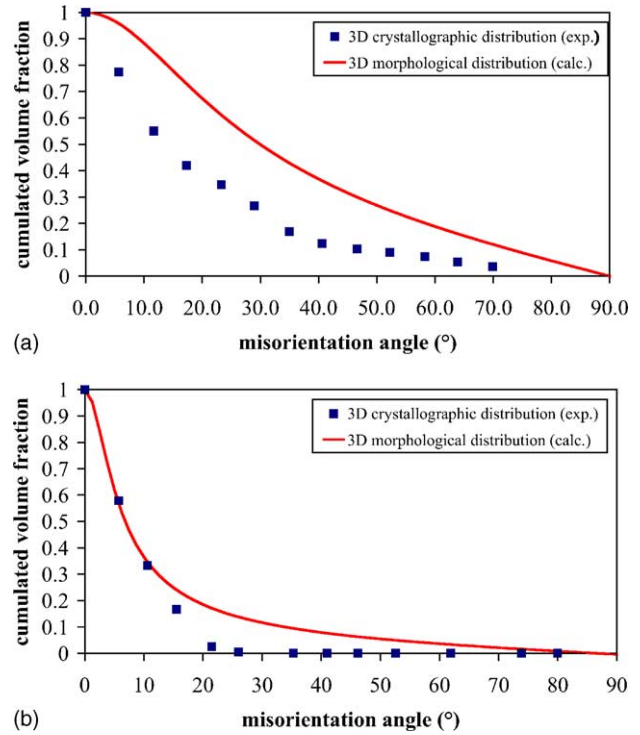 1
0.9
0.8
0.7
0.6
0.5
0.4
0.3
0.2
0.1
0
cumulated volume fraction
3D crystallographic distribution (exp.)
3D morphological distribution (calc.)
0.0 10.0 20.0 30.0 40.0 50.0 60.0 70.0 80.0 90.0
misorientation angle (°)
(a)
1
0.9
0.8
0.7
0.6
0.5
0.4
0.3
0.2
0.1
0
cumulated volume fraction
3D crystallographic distribution (exp.)
3D morphological distribution (calc.)
0 10 20 30 40 50 60 70 80 90
misorientation angle (°)
(b)